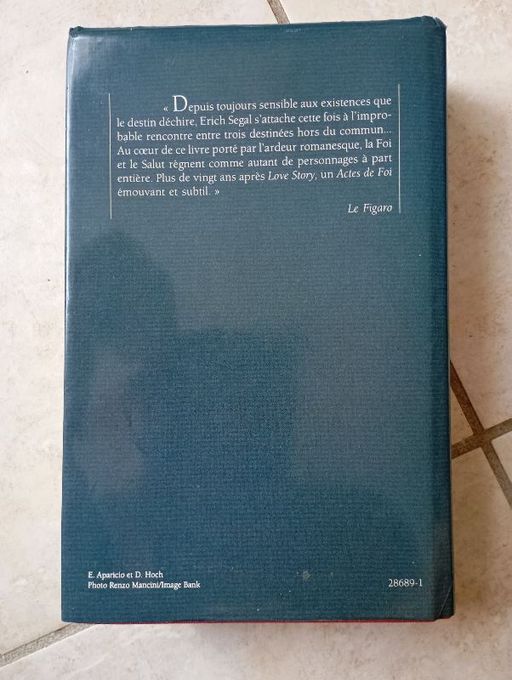 « Depuis toujours sensible aux existences que
le destin déchire, Erich Segal s'attache cette fois à l'impro-
bable rencontre entre trois destinées hors du commun...
Au cœur de ce livre porté par l'ardeur romanesque, la Foi
et le Salut règnent comme autant de personnages à part
entière. Plus de vingt ans après Love Story, un Actes de Foi
émouvant et subtil. »
Le Figaro
E. Aparicio et D. Hoch
Photo Renzo Mancini/Image Bank
28689-1